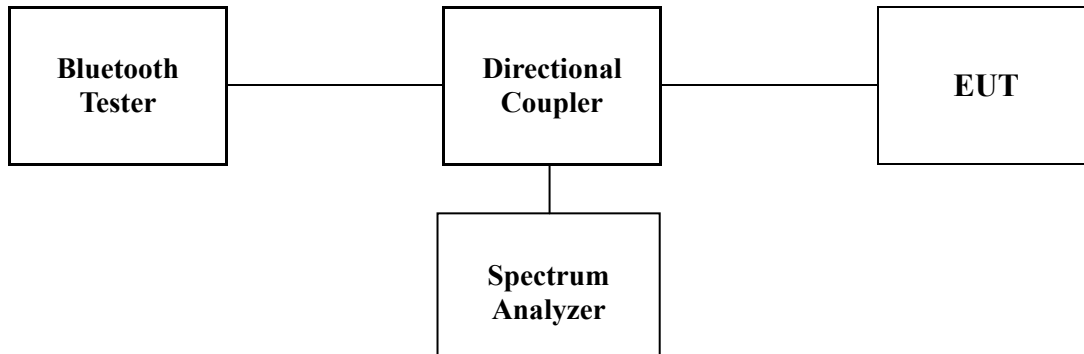 Bluetooth
Tester
Directional
Coupler
EUT
Spectrum
Analyzer